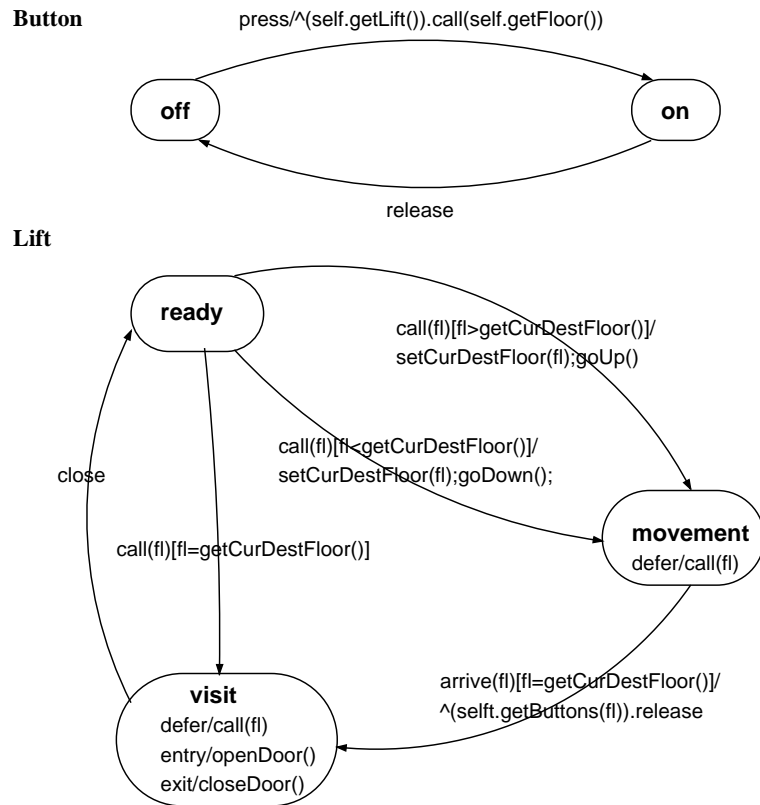 Button
press/^(self.getLift()).call(self.getFloor())
off
on
release
Lift
ready
call(fl)[fl>getCurDestFloor()]/
setCurDestFloor(fl);goUp()
call(fl)[fl<getCurDestFloor()]/
setCurDestFloor(fl);goDown();
close
movement
defer/call(fl)
call(fl)[fl=getCurDestFloor()]
visit
defer/call(fl)
entry/openDoor()
exit/closeDoor()
arrive(fl)[fl=getCurDestFloor()]/
^(selft.getButtons(fl)).release